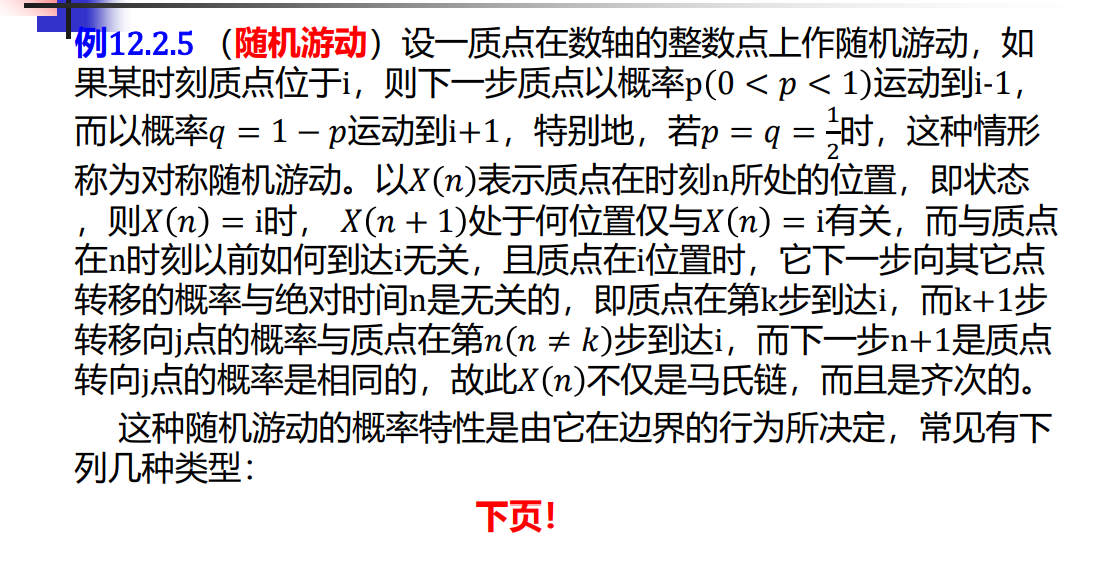 例12.2.5 （随机游动）设一质点在数轴的整数点上作随机游动，如
果某时刻质点位于i，则下一步质点以概率p(0 < p < 1)运动到i-1，
而以概率q = 1 − p运动到i+1，特别地，若p = q = 1/2时，这种情形
称为对称随机游动。以X(n)表示质点在时刻n所处的位置，即状态
，则X(n) = i时， X(n + 1)处于何位置仅与X(n) = i有关，而与质点
在n时刻以前如何到达i无关，且质点在i位置时，它下一步向其它点
转移的概率与绝对时间n是无关的，即质点在第k步到达i，而k+1步
转移向j点的概率与质点在第n(n ≠ k)步到达i，而下一步n+1是质点
转向j点的概率是相同的，故此X(n)不仅是马氏链，而且是齐次的。
这种随机游动的概率特性是由它在边界的行为所决定，常见有下
列几种类型：
下页！